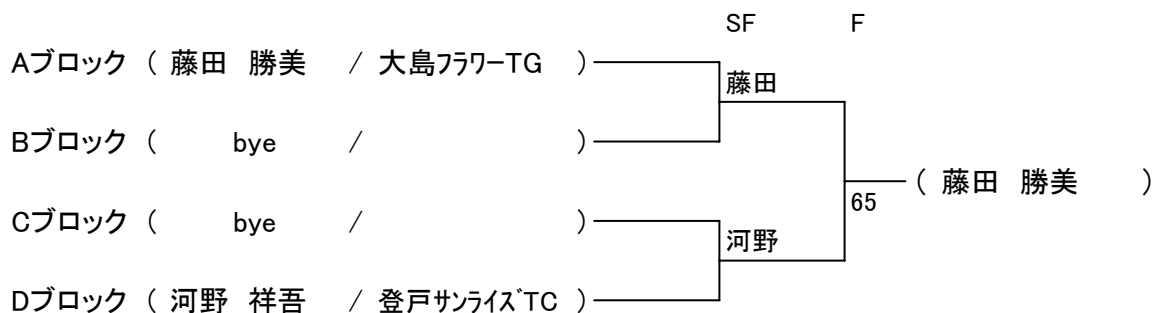 SF F
Aブロック ( 藤田 勝美 / 大島フラワーTG )
藤田
Bブロック ( bye / )
( 藤田 勝美 )
65
Cブロック ( bye / )
河野
Dブロック ( 河野 祥吾 / 登戸サンライズTC )